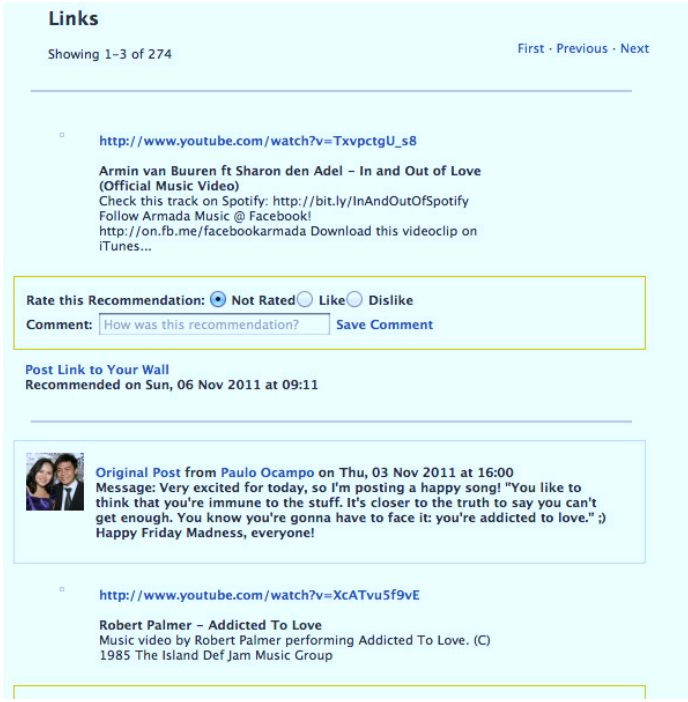 Links
Showing 1-3 of 274
First · Previous · Next
http://www.youtube.com/watch?v=TxvpctgU_s8
Armin van Buuren ft Sharon den Adel - In and Out of Love
(Official Music Video)
Check this track on Spotify: http://bit.ly/InAndOutOfSpotify
Follow Armada Music @ Facebook!
http://on.fb.me/facebookarmada Download this videoclip on
iTunes...
Rate this Recommendation: Not Rated Like Dislike
Comment: How was this recommendation? Save Comment
Post Link to Your Wall
Recommended on Sun, 06 Nov 2011 at 09:11
Original Post from Paulo Ocampo on Thu, 03 Nov 2011 at 16:00
Message: Very excited for today, so I'm posting a happy song! "You like to
think that you're immune to the stuff. It's closer to the truth to say you can't
get enough. You know you're gonna have to face it: you're addicted to love." ;)
Happy Friday Madness, everyone!
http://www.youtube.com/watch?v=XcATvu5f9vE
Robert Palmer - Addicted To Love
Music video by Robert Palmer performing Addicted To Love. (C)
1985 The Island Def Jam Music Group